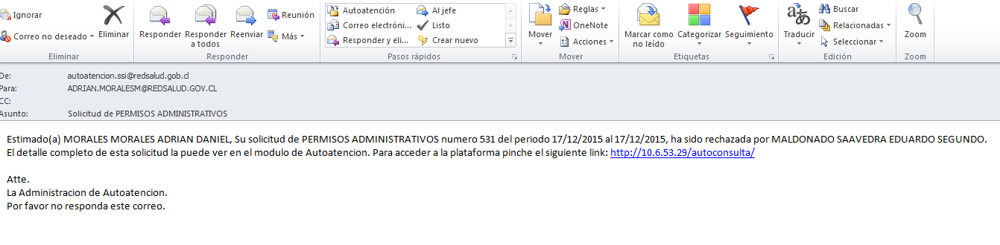 Ignorar
Correo no deseado
Eliminar
Responder
Responder a todos
Reenviar
Reunión
Más
Autoatención
Correo electróni...
Responder y eli...
Al jefe
Listo
Crear nuevo
Mover
Reglas
OneNote
Acciones
Marcar como no leído
Categorizar
Seguimiento
Traducir
Buscar
Relacionadas
Seleccionar
Zoom
Eliminar
Responder
Pasos rápidos
Mover
Etiquetas
Edición
Zoom
De: autoatencion.ssi@redsalud.gob.cl
Para: ADRIAN.MORALESM@REDSALUD.GOV.CL
CC:
Asunto: Solicitud de PERMISOS ADMINISTRATIVOS
Estimado(a) MORALES MORALES ADRIAN DANIEL, Su solicitud de PERMISOS ADMINISTRATIVOS numero 531 del periodo 17/12/2015 al 17/12/2015, ha sido rechazada por MALDONADO SAAVEDRA EDUARDO SEGUNDO.
El detalle completo de esta solicitud la puede ver en el modulo de Autoatencion. Para acceder a la plataforma pinche el siguiente link: http://10.6.53.29/autoconsulta/
Atte.
La Administracion de Autoatencion.
Por favor no responda este correo.